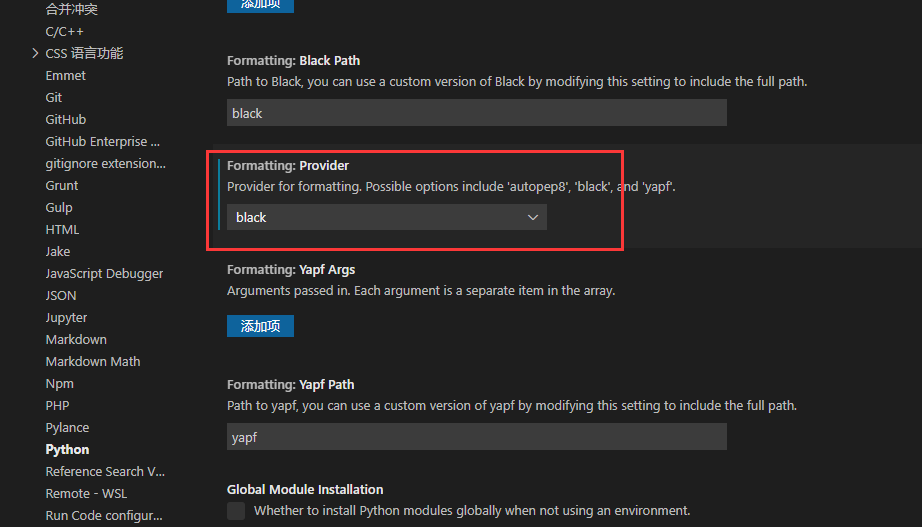 合并冲突
C/C++
CSS 语言功能
Emmet
Git
GitHub
GitHub Enterprise ...
gitignore extension...
Grunt
Gulp
HTML
Jake
JavaScript Debugger
JSON
Jupyter
Markdown
Markdown Math
Npm
PHP
Pylance
Python
Reference Search V...
Remote - WSL
Run Code configur...
添加项
Formatting: Black Path
Path to Black, you can use a custom version of Black by modifying this setting to include the full path.
black
Formatting: Provider
Provider for formatting. Possible options include 'autopep8', 'black', and 'yapf'.
black
Formatting: Yapf Args
Arguments passed in. Each argument is a separate item in the array.
添加项
Formatting: Yapf Path
Path to yapf, you can use a custom version of yapf by modifying this setting to include the full path.
yapf
Global Module Installation
Whether to install Python modules globally when not using an environment.